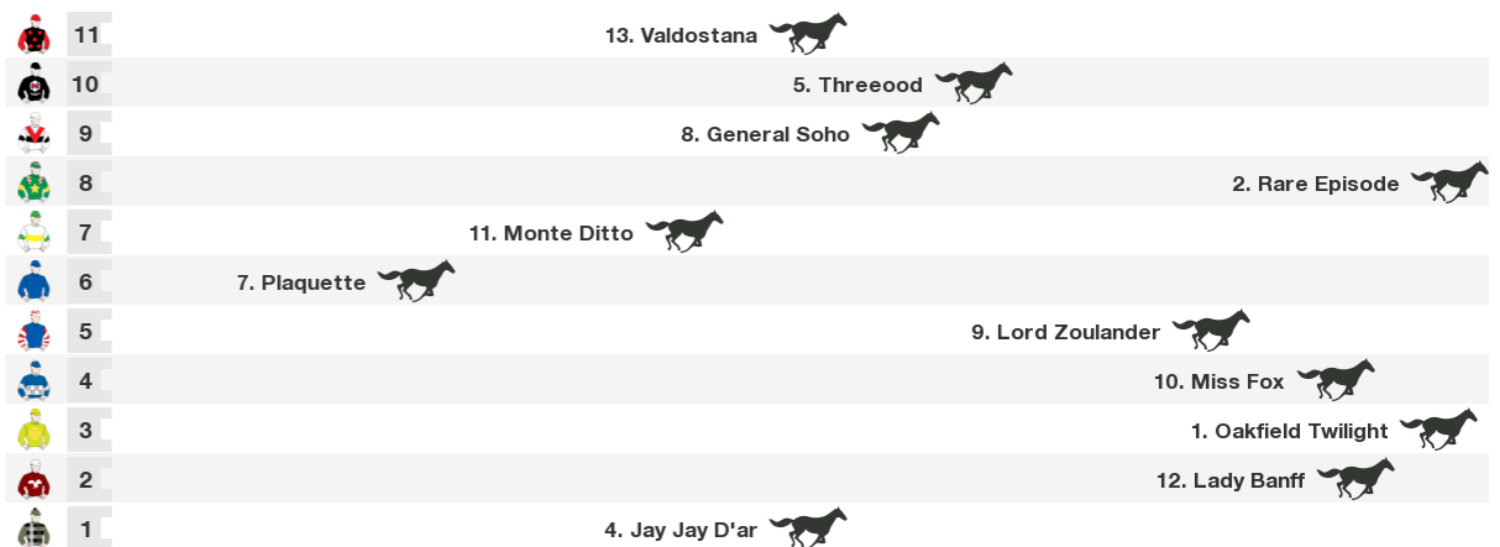 11 13. Valdostana
10 5. Threeood
9 8. General Soho
8 2. Rare Episode
7 11. Monte Ditto
6 7. Plaquette
5 9. Lord Zoulander
4 10. Miss Fox
3 1. Oakfield Twilight
2 12. Lady Banff
1 4. Jay Jay D'ar